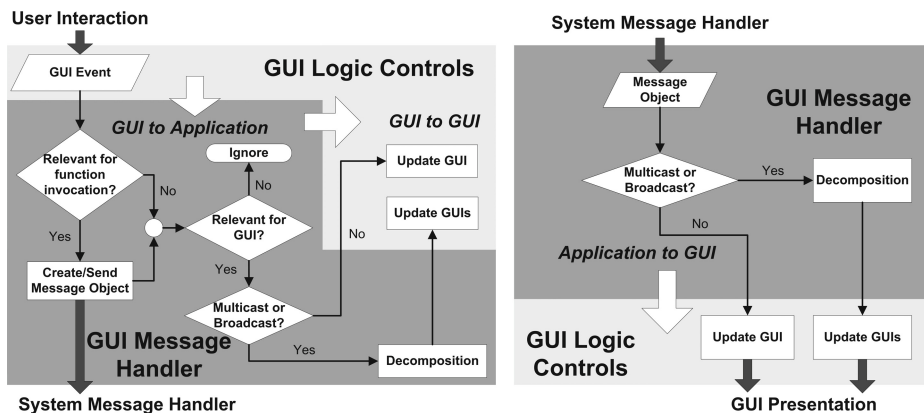 User Interaction
GUI Event
GUI Logic Controls
GUI to Application
GUI to GUI
Relevant for
function
invocation?
No
Yes
Ignore
No
Relevant for
GUI?
Yes
Update GUI
Update GUIs
No
Create/Send
Message Object
Multicast or
Broadcast?
Yes
Decomposition
GUI Message
Handler
System Message Handler
System Message Handler
Message
Object
GUI Message
Handler
Multicast or
Broadcast?
Yes
Decomposition
No
Application to GUI
GUI Logic
Controls
Update GUI
Update GUIs
GUI Presentation